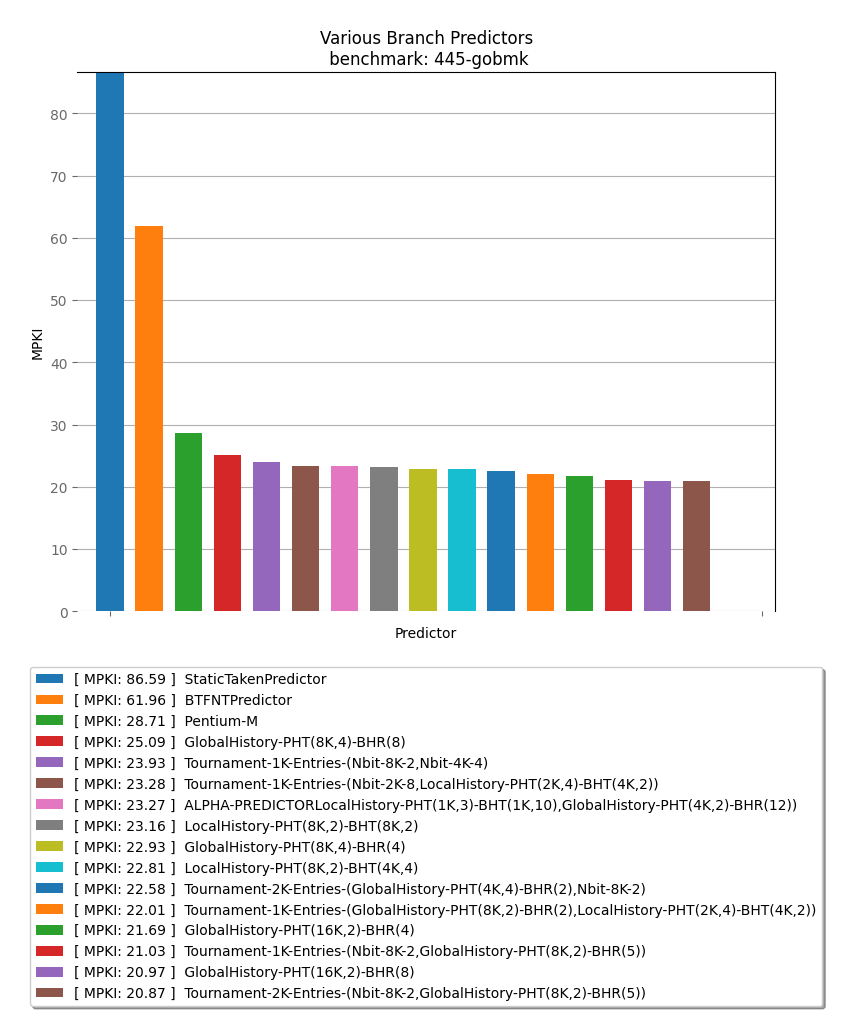 Various Branch Predictors
benchmark: 445-gobmk
80
70
60
50
40
30
20
10
0
MPKI
Predictor
[ MPKI: 86.59 ]  StaticTakenPredictor
[ MPKI: 61.96 ]  BTFNTPredictor
[ MPKI: 28.71 ]  Pentium-M
[ MPKI: 25.09 ]  GlobalHistory-PHT(8K,4)-BHR(8)
[ MPKI: 23.93 ]  Tournament-1K-Entries-(Nbit-8K-2,Nbit-4K-4)
[ MPKI: 23.28 ]  Tournament-1K-Entries-(Nbit-2K-8,LocalHistory-PHT(2K,4)-BHT(4K,2))
[ MPKI: 23.27 ]  ALPHA-PREDICTORLocalHistory-PHT(1K,3)-BHT(1K,10),GlobalHistory-PHT(4K,2)-BHR(12))
[ MPKI: 23.16 ]  LocalHistory-PHT(8K,2)-BHT(8K,2)
[ MPKI: 22.93 ]  GlobalHistory-PHT(8K,4)-BHR(4)
[ MPKI: 22.81 ]  LocalHistory-PHT(8K,2)-BHT(4K,4)
[ MPKI: 22.58 ]  Tournament-2K-Entries-(GlobalHistory-PHT(4K,4)-BHR(2),Nbit-8K-2)
[ MPKI: 22.01 ]  Tournament-1K-Entries-(GlobalHistory-PHT(8K,2)-BHR(2),LocalHistory-PHT(2K,4)-BHT(4K,2))
[ MPKI: 21.69 ]  GlobalHistory-PHT(16K,2)-BHR(4)
[ MPKI: 21.03 ]  Tournament-1K-Entries-(Nbit-8K-2,GlobalHistory-PHT(8K,2)-BHR(5))
[ MPKI: 20.97 ]  GlobalHistory-PHT(16K,2)-BHR(8)
[ MPKI: 20.87 ]  Tournament-2K-Entries-(Nbit-8K-2,GlobalHistory-PHT(8K,2)-BHR(5))